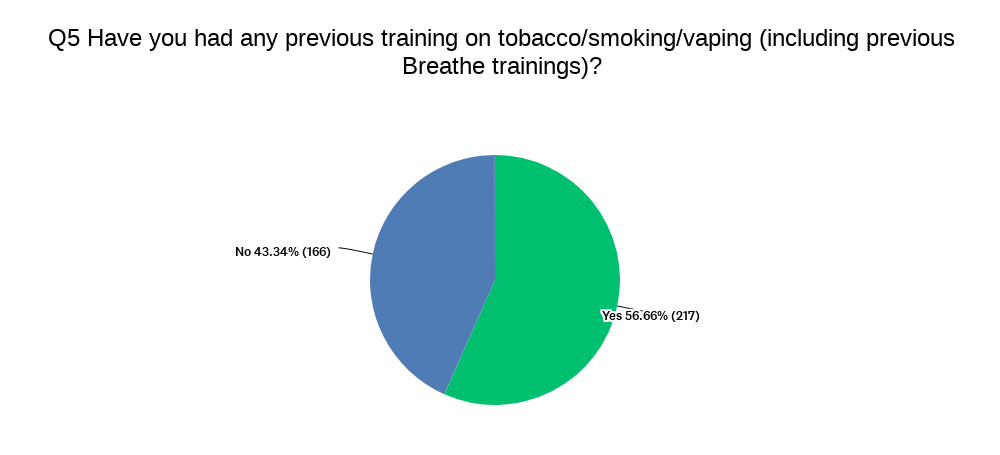 Q5 Have you had any previous training on tobacco/smoking/vaping (including previous
Breathe trainings)?
No 43.34% (166)
Yes 56.66% (217)